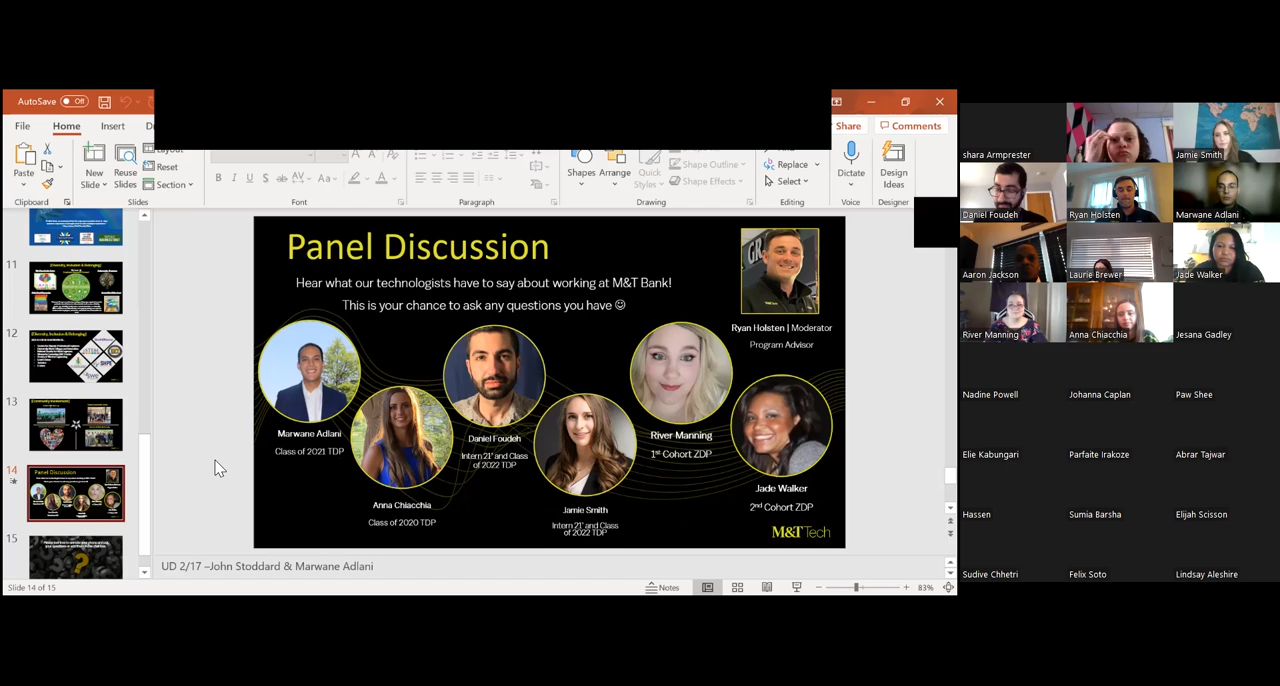 AutoSave Off
File Home Insert
Share Comments
Paste
New Slide
Reuse Slides
Layout
Reset
Section
Shapes Arrange Quick Styles
Shape Outline
Shape Effects
Replace
Select
Dictate
Design Ideas
Clipboard Slides Font Paragraph Drawing Editing Voice Designer
11
12
13
14
15
Panel Discussion
Panel Discussion
Hear what our technologists have to say about working at M&T Bank!
This is your chance to ask any questions you have ☺
Ryan Holsten | Moderator
Program Advisor
Marwane Adlani
Class of 2021 TDP
Anna Chiacchia
Class of 2020 TDP
Daniel Foudeh
Intern 21' and Class
of 2022 TDP
Jamie Smith
Intern 21' and Class
of 2022 TDP
River Manning
1st Cohort ZDP
Jade Walker
2nd Cohort ZDP
M&T Tech
UD 2/17 –John Stoddard & Marwane Adlani
Slide 14 of 15
Notes
83%
shara Armprester
Jamie Smith
Daniel Foudeh
Ryan Holsten
Marwane Adlani
Aaron Jackson
Laurie Brewer
Jade Walker
River Manning
Anna Chiacchia
Jesana Gadley
Nadine Powell
Johanna Caplan
Paw Shee
Elie Kabungari
Parfaite Irakoze
Abrar Tajwar
Hassen
Sumia Barsha
Elijah Scisson
Sudive Chhetri
Felix Soto
Lindsay Aleshire